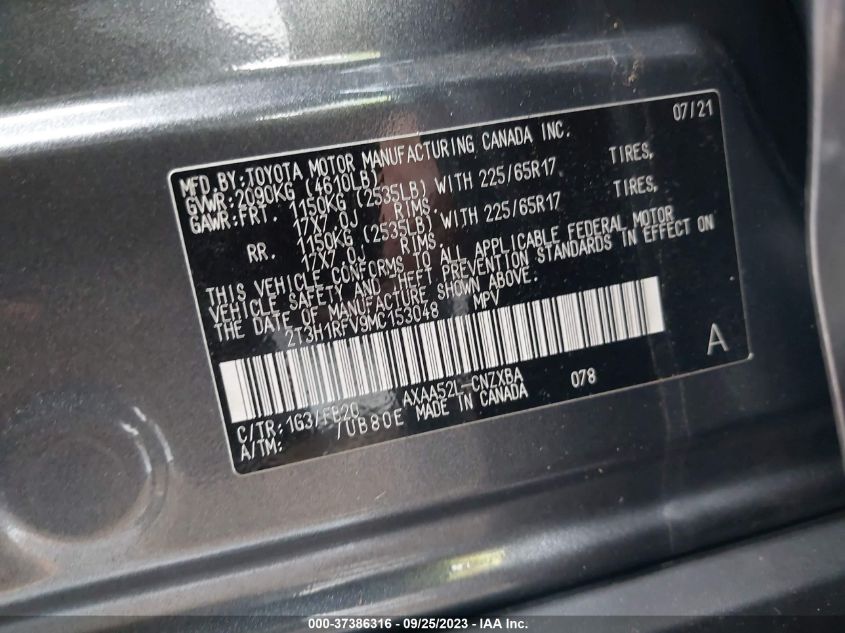 MFD.BY:TOYOTA MOTOR MANUFACTURING CANADA INC. 07/21
GVWR:2090KG (4610LB)
GAWR:FRT. 1150KG (2535LB) WITH 225/65R17 TIRES,
17X7.0J RIMS,
RR. 1150KG (2535LB) WITH 225/65R17 TIRES,
17X7.0J RIMS,
THIS VEHICLE CONFORMS TO ALL APPLICABLE FEDERAL MOTOR
VEHICLE SAFETY AND THEFT PREVENTION STANDARDS IN EFFECT ON
THE DATE OF MANUFACTURE SHOWN ABOVE.
2T3H1RFV9MC153048 MPV
A
C/TR: 1G3/FB20 AXAA52L-CNZXBA 078
A/TM: /UB80E MADE IN CANADA
000-37386316 - 09/25/2023 - IAAI.com